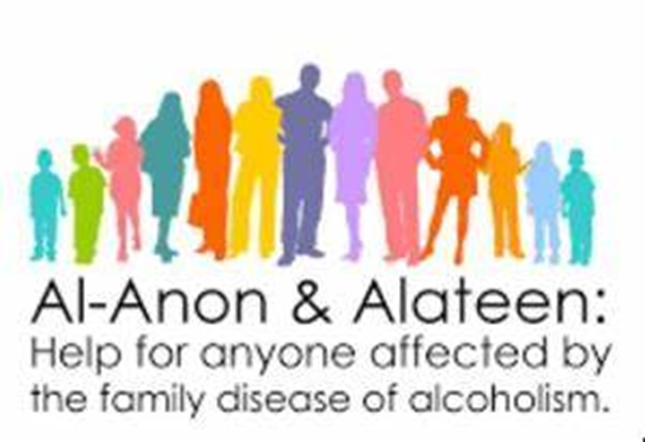 Al-Anon & Alateen:
Help for anyone affected by
the family disease of alcoholism.